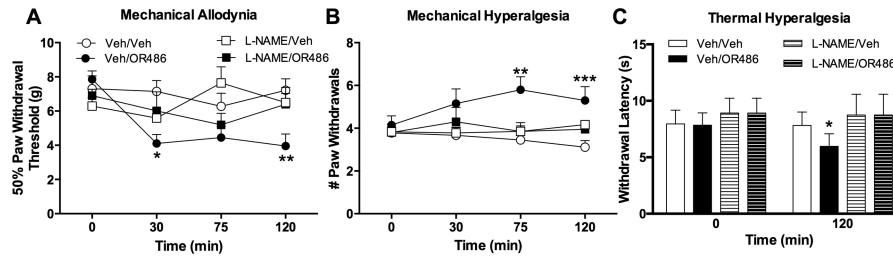 A
Mechanical Allodynia
Veh/Veh
Veh/OR486
L-NAME/Veh
L-NAME/OR486
50% Paw Withdrawal
Threshold (g)
10
8
6
4
2
0
*
**
0 30 75 120
Time (min)
B
Mechanical Hyperalgesia
# Paw Withdrawals
8
6
4
2
0
**
***
0 30 75 120
Time (min)
C
Thermal Hyperalgesia
Veh/Veh
Veh/OR486
L-NAME/Veh
L-NAME/OR486
Withdrawal Latency (s)
15
10
5
0
*
0 120
Time (min)